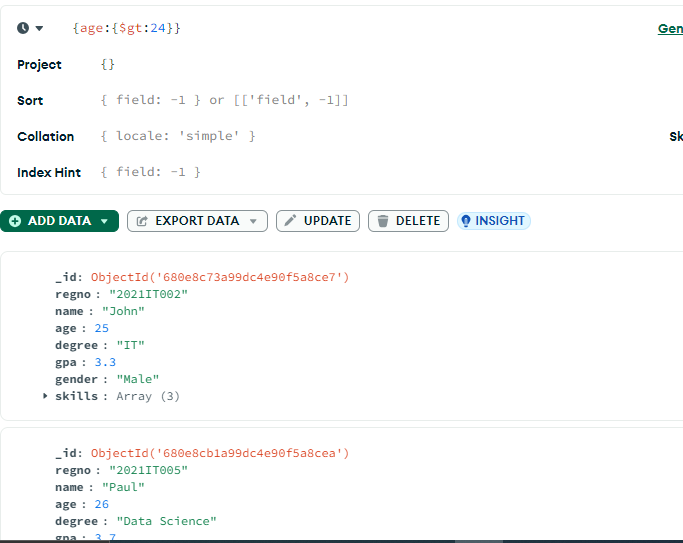 {age:{$gt:24}}
Gen
Project {}
Sort { field: -1 } or [['field', -1]]
Collation { locale: 'simple' }
Sk
Index Hint { field: -1 }
ADD DATA EXPORT DATA UPDATE DELETE INSIGHT
_id: ObjectId('680e8c73a99dc4e90f5a8ce7')
regno : "2021IT002"
name : "John"
age : 25
degree : "IT"
gpa : 3.3
gender : "Male"
skills : Array (3)
_id: ObjectId('680e8cb1a99dc4e90f5a8cea')
regno : "2021IT005"
name : "Paul"
age : 26
degree : "Data Science"
gpa : 3.7